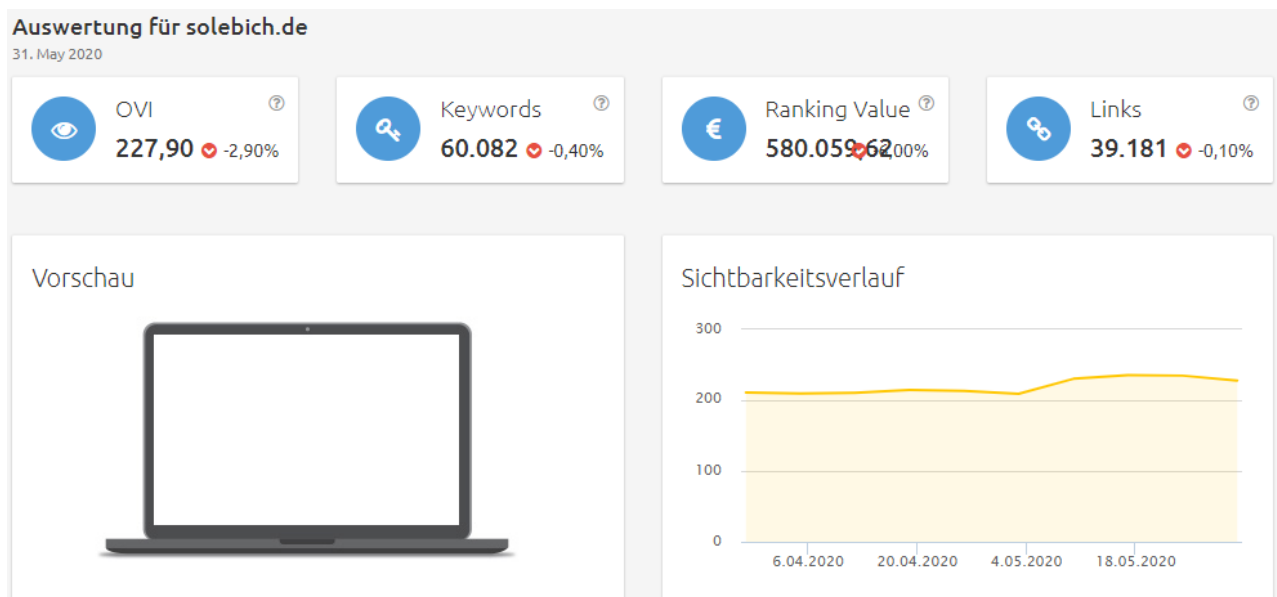 Auswertung für solebich.de
31. May 2020
OVI
227,90 -2,90%
Keywords
60.082 -0,40%
Ranking Value
€
580.059,62 ,00%
Links
39.181 -0,10%
Vorschau
Sichtbarkeitsverlauf
300
200
100
0
6.04.2020 20.04.2020 4.05.2020 18.05.2020